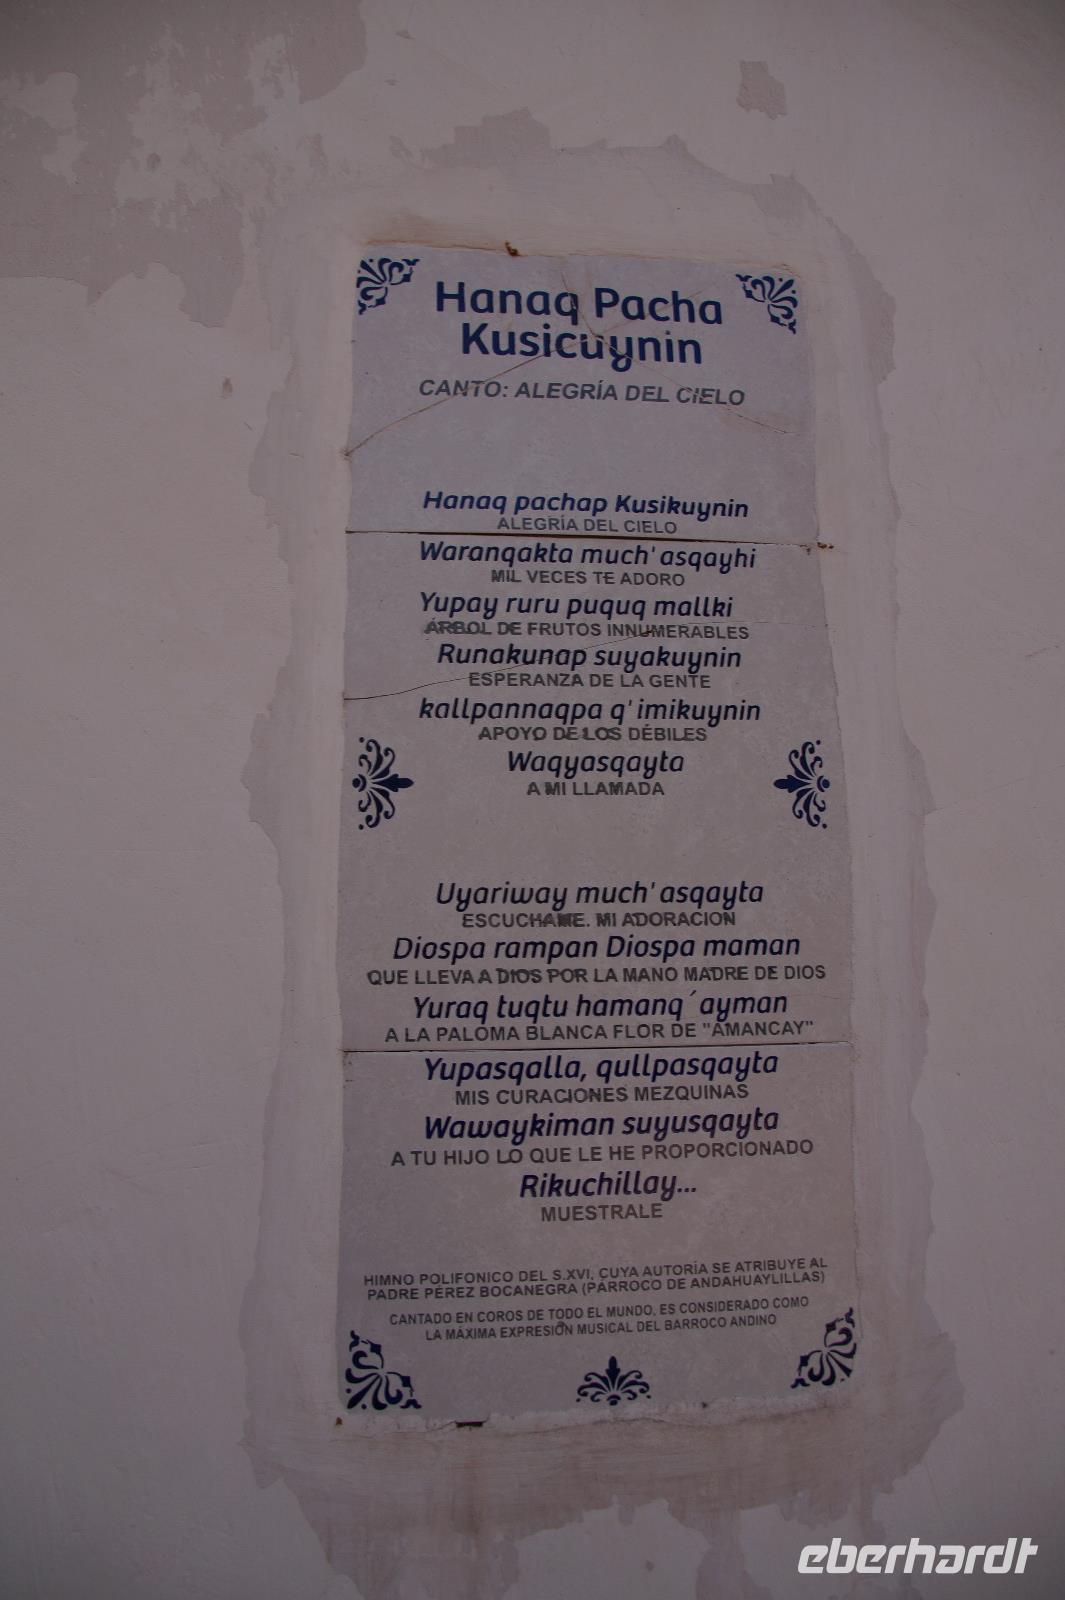 Hanaq Pacha
Kusicuynin
CANTO: ALEGRÍA DEL CIELO
Hanaq pachap Kusikuynin
ALEGRÍA DEL CIELO
Waranqakta much' asqayhi
MIL VECES TE ADORO
Yupay ruru puquq mallki
ÁRBOL DE FRUTOS INNUMERABLES
Runakunap suyakuynin
ESPERANZA DE LA GENTE
kallpannaqpa q' imikuynin
APOYO DE LOS DÉBILES
Waqyasqayta
A MI LLAMADA
Uyariway much' asqayta
ESCUCHAME. MI ADORACION
Diospa rampan Diospa maman
QUE LLEVA A DIOS POR LA MANO MADRE DE DIOS
Yuraq tuqtu hamanq´ayman
A LA PALOMA BLANCA FLOR DE "AMANCAY"
Yupasqalla, qullpasqayta
MIS CURACIONES MEZQUINAS
Wawaykiman suyusqayta
A TU HIJO LO QUE LE HE PROPORCIONADO
Rikuchillay...
MUESTRALE
HIMNO POLIFONICO DEL S.XVI, CUYA AUTORÍA SE ATRIBUYE AL
PADRE PÉREZ BOCANEGRA (PÁRROCO DE ANDAHUAYLILLAS)
CANTADO EN COROS DE TODO EL MUNDO, ES CONSIDERADO COMO
LA MÁXIMA EXPRESIÓN MUSICAL DEL BARROCO ANDINO
eberhardt